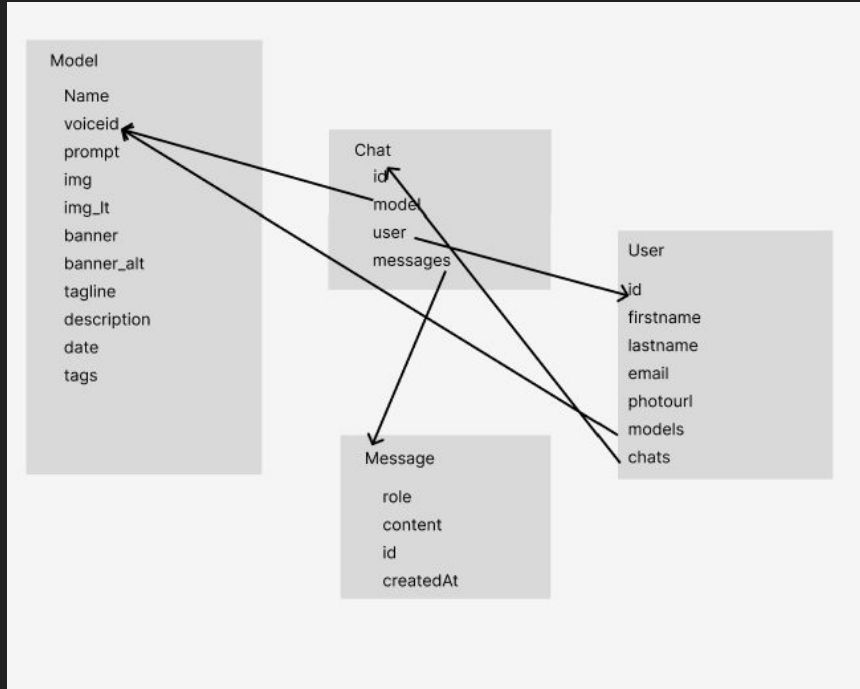 Model
Name
voiceid
prompt
img
img_lt
banner
banner_alt
tagline
description
date
tags
Chat
id
model
user
messages
User
id
firstname
lastname
email
photourl
models
chats
Message
role
content
id
createdAt